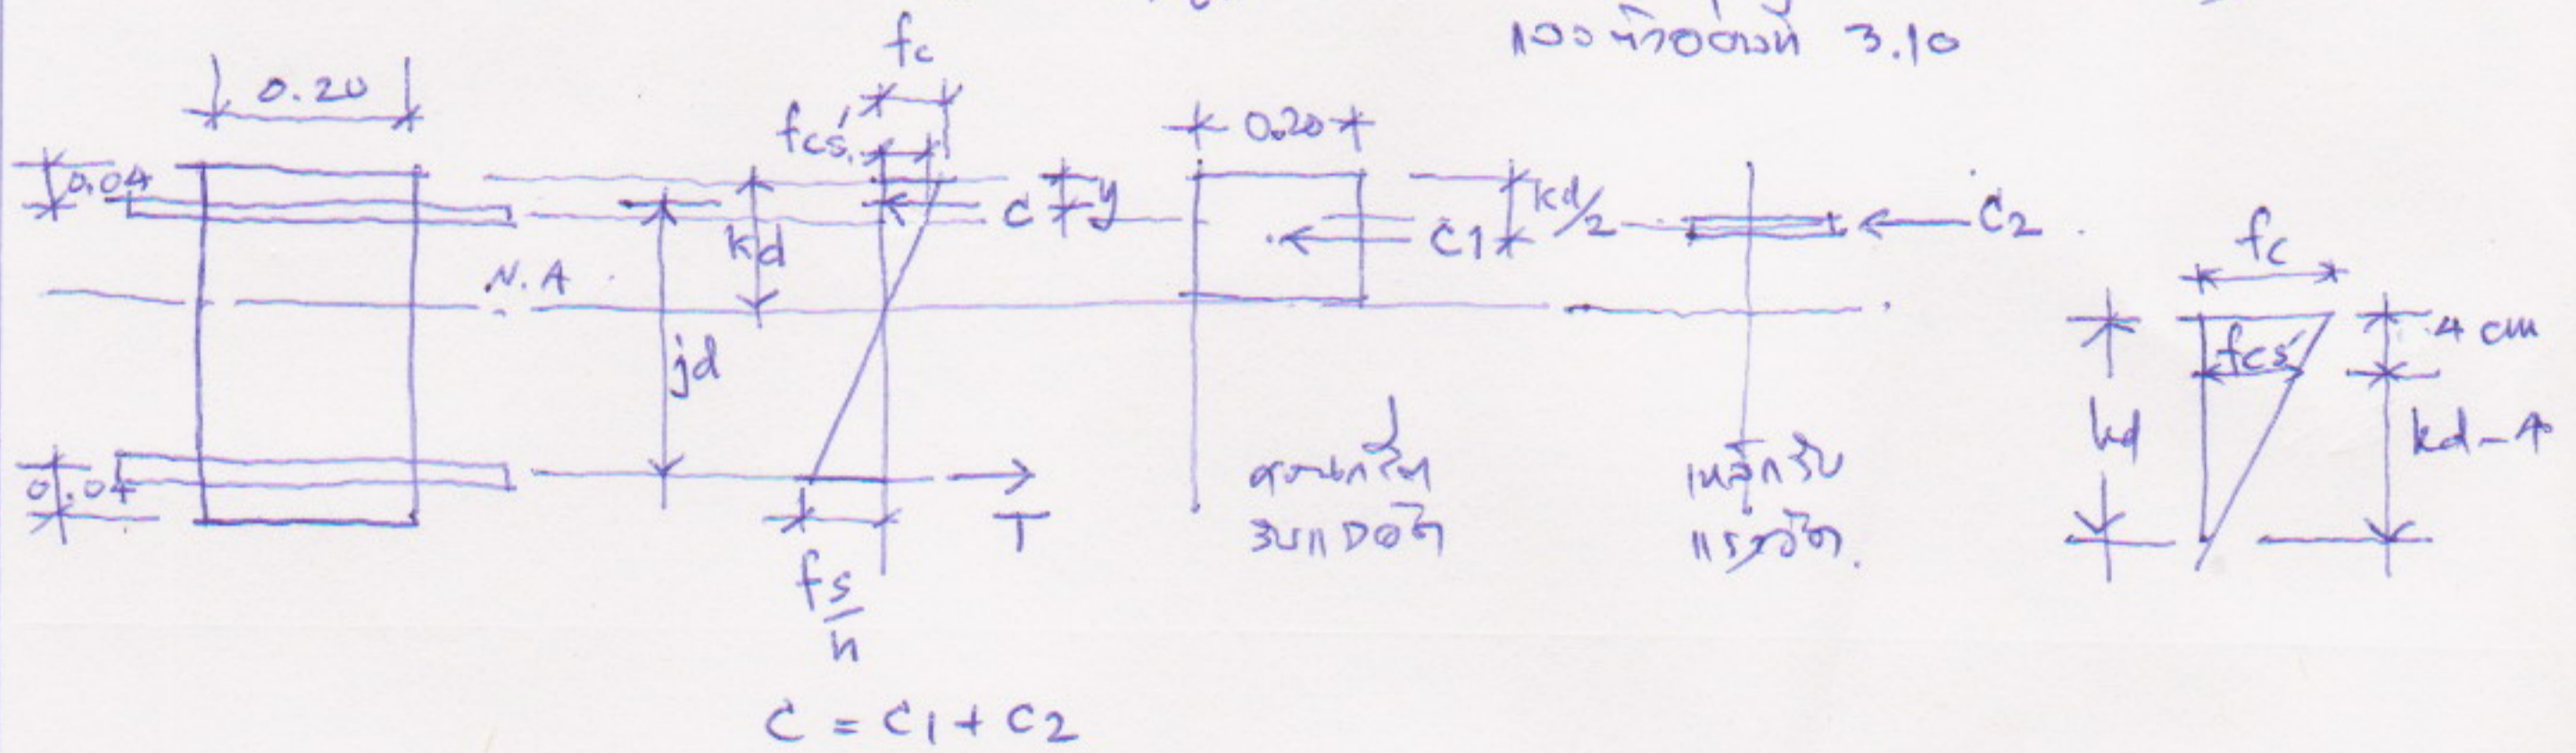 ของตัวอย่างที่ 3.10
fc
0.20
fcs'
0.20
0.04
kd
c
y
kd/2
C1
C2
N.A
jd
fc
4 cm
fcs'
kd
kd-4
0.04
T
คอนกรีต
รับแรงอัด
เหล็กรับ
แรงอัด.
fs
n
C = C1 + C2